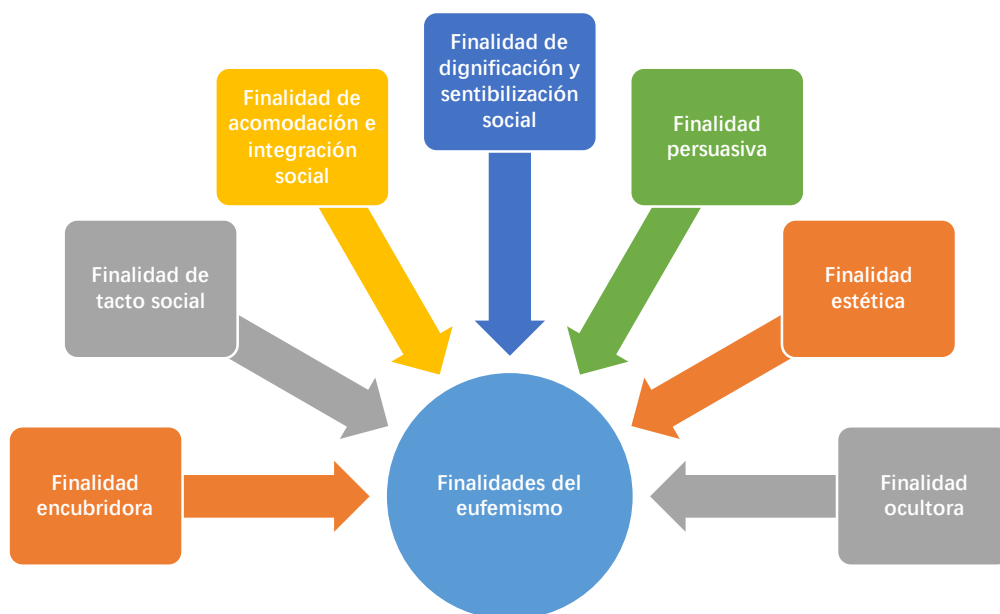 Finalidad de
dignificación y
sentibilización
social
Finalidad de
acomodación e
integración
social
Finalidad
persuasiva
Finalidad de
tacto social
Finalidad
estética
Finalidad
encubridora
Finalidades del
eufemismo
Finalidad
ocultora